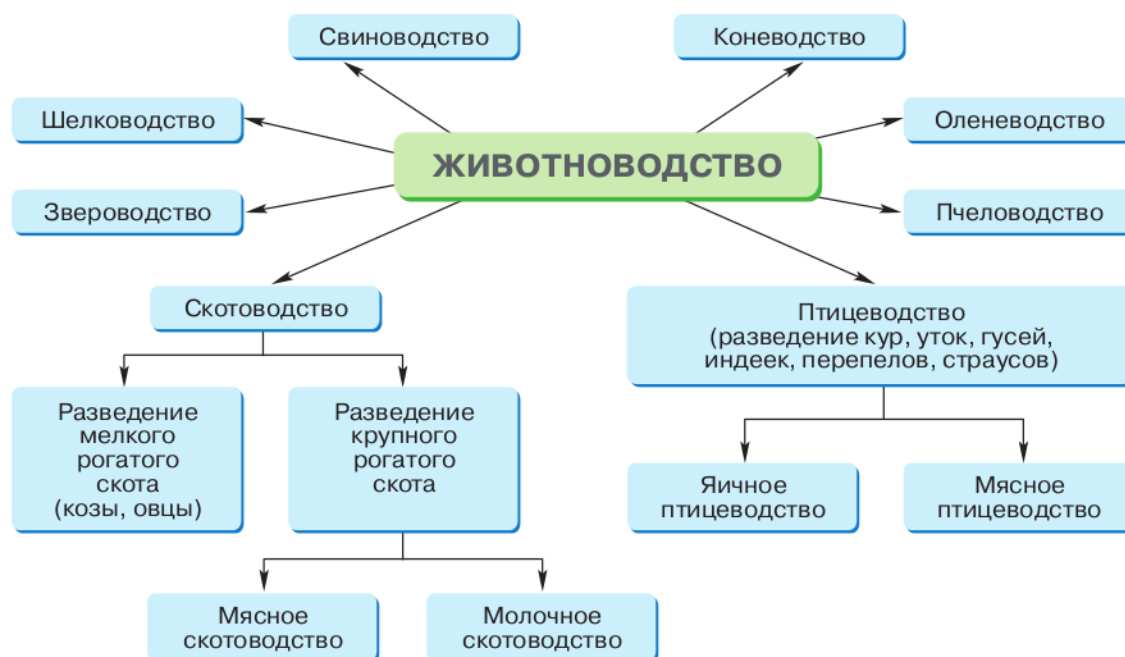 Свиноводство
Коневодство
Шелководство
Оленеводство
ЖИВОТНОВОДСТВО
Звероводство
Пчеловодство
Скотоводство
Птицеводство
(разведение кур, уток, гусей,
индеек, перепелов, страусов)
Разведение
мелкого
рогатого
скота
(козы, овцы)
Разведение
крупного
рогатого
скота
Яичное
птицеводство
Мясное
птицеводство
Мясное
скотоводство
Молочное
скотоводство